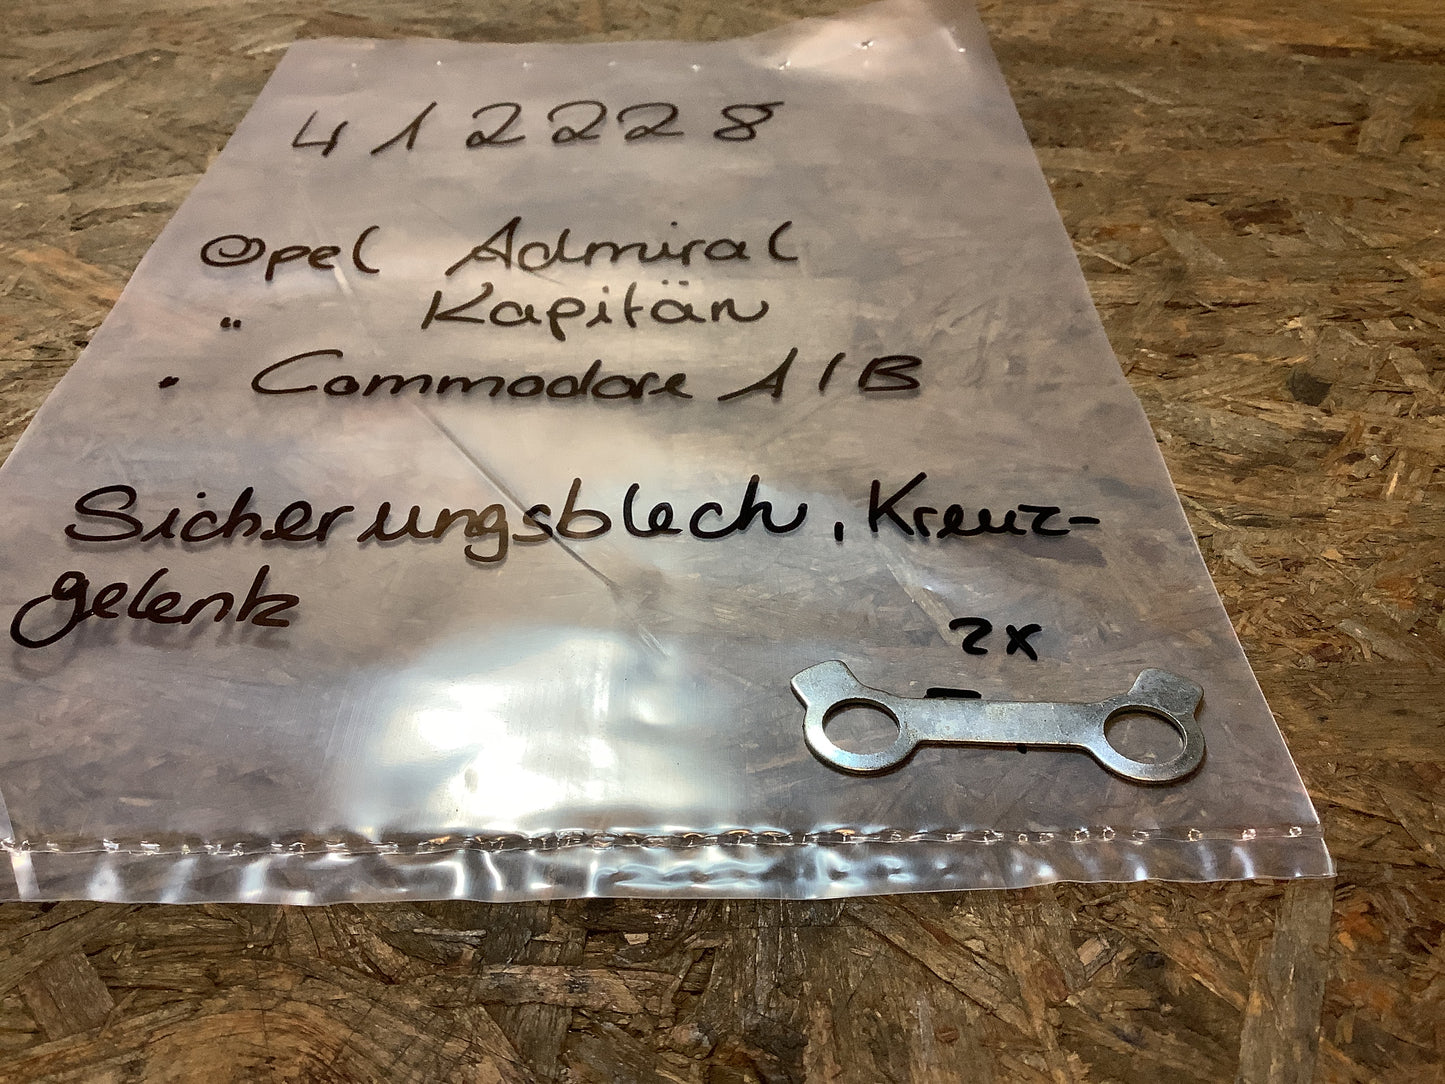 412228
Opel Admiral
" Kapitän
" Commodore A/B
Sicherungsblech, Kreuz-
gelenk
2x